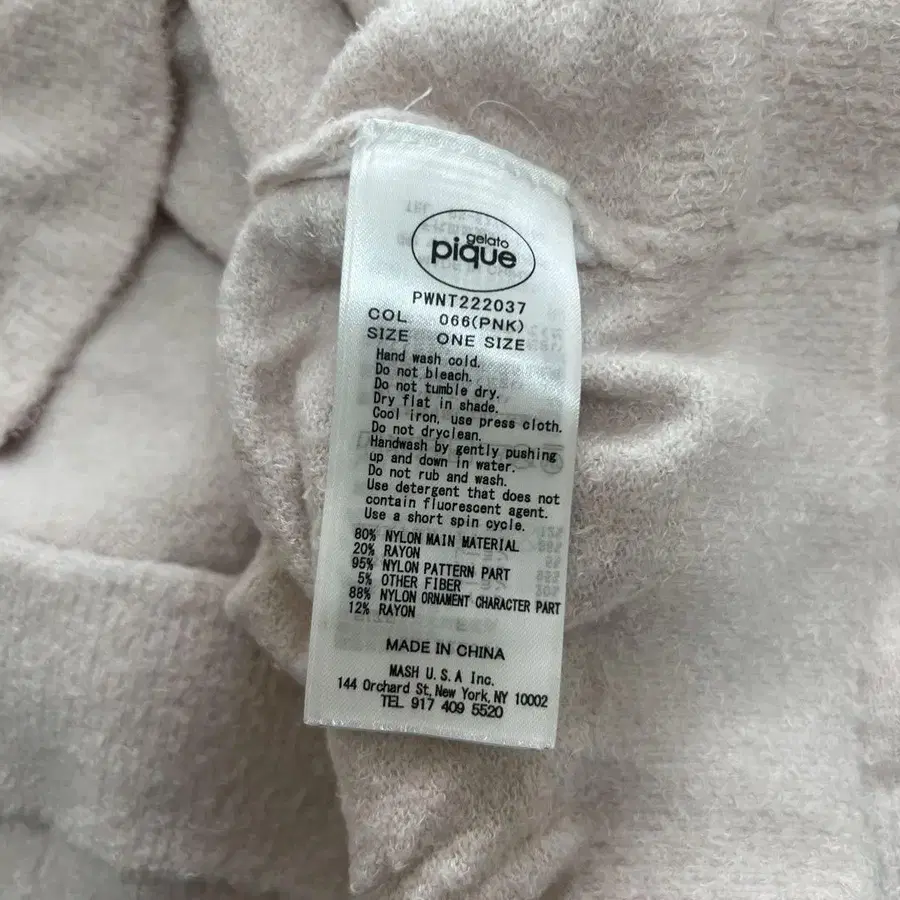 gelato
pique
PWNT222037
COL 066(PNK)
SIZE ONE SIZE
Hand wash cold.
Do not bleach.
Do not tumble dry.
Dry flat in shade.
Cool iron, use press cloth.
Do not dryclean.
Handwash by gently pushing
up and down in water.
Do not rub and wash.
Use detergent that does not
contain fluorescent agent.
Use a short spin cycle.
80% NYLON MAIN MATERIAL
20% RAYON
95% NYLON PATTERN PART
5% OTHER FIBER
88% NYLON ORNAMENT CHARACTER PART
12% RAYON
MADE IN CHINA
MASH U.S.A Inc.
144 Orchard St, New York, NY 10002
TEL 917 409 5520